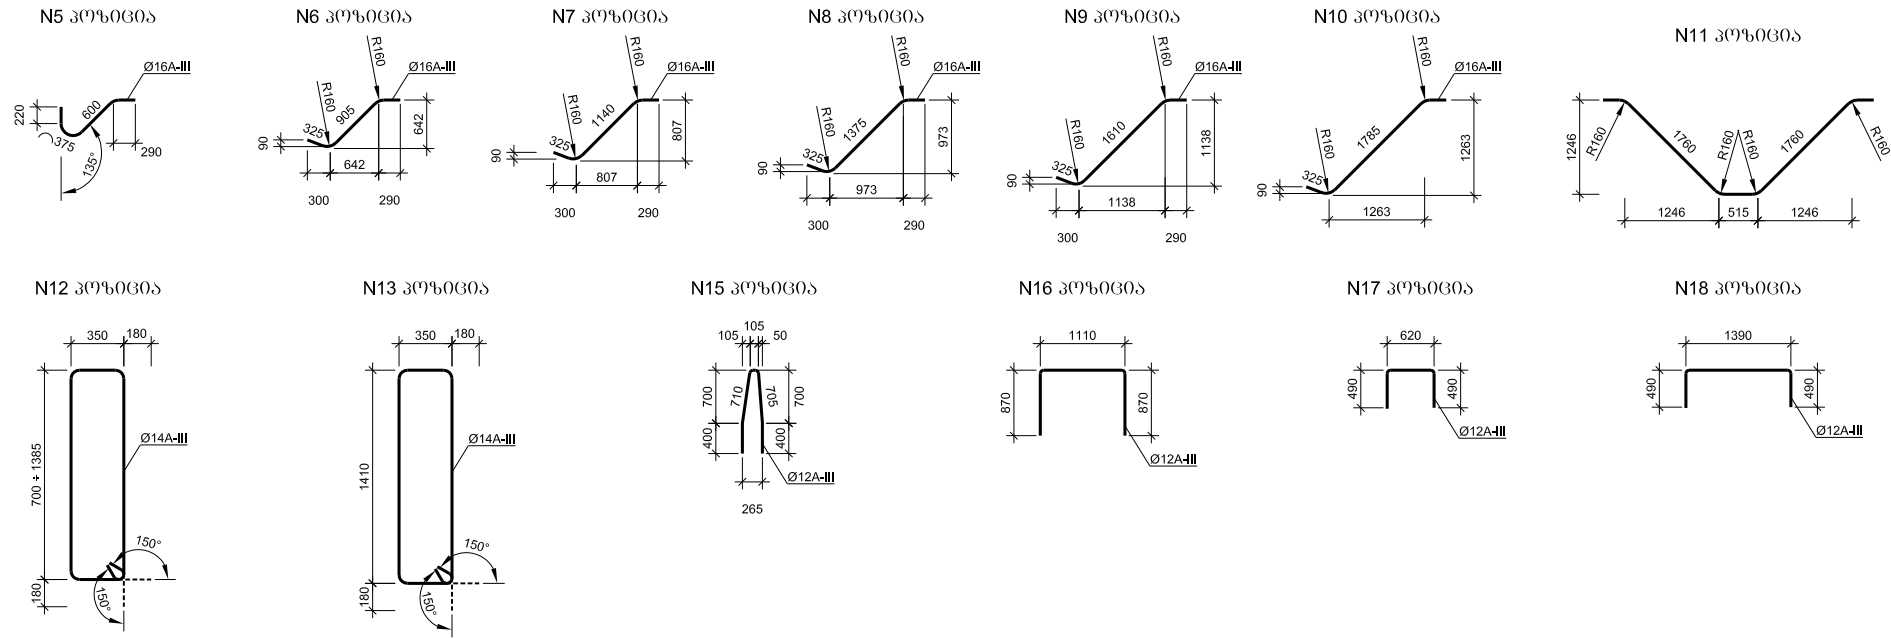 N5 პოზიცია
Ø16A-III
600
220
375
135°
290
N6 პოზიცია
R160
R160
Ø16A-III
325
905
90
642
642
300
290
N7 პოზიცია
R160
R160
Ø16A-III
325
1140
90
807
807
300
290
N8 პოზიცია
R160
R160
Ø16A-III
325
1375
90
973
973
300
290
N9 პოზიცია
R160
R160
Ø16A-III
325
1610
90
1138
1138
300
290
N10 პოზიცია
R160
R160
Ø16A-III
325
1785
90
1263
1263
N11 პოზიცია
1246
R160
1760
R160
R160
1760
R160
1246
515
1246
N12 პოზიცია
350
180
Ø14A-III
700 ÷ 1385
150°
180
150°
N13 პოზიცია
350
180
Ø14A-III
1410
150°
180
150°
N15 პოზიცია
105
105
50
700
710
705
700
400
400
Ø12A-III
265
N16 პოზიცია
1110
870
870
Ø12A-III
N17 პოზიცია
620
490
490
Ø12A-III
N18 პოზიცია
1390
490
490
Ø12A-III